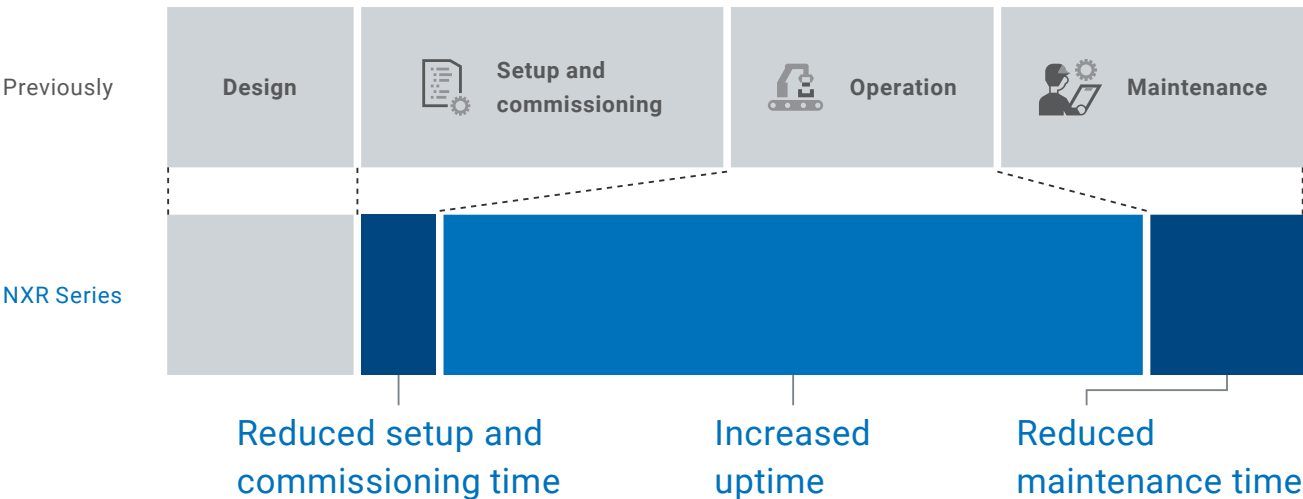 Previously
Design
Setup and
commissioning
Operation
Maintenance
NXR Series
Reduced setup and
commissioning time
Increased
uptime
Reduced
maintenance time